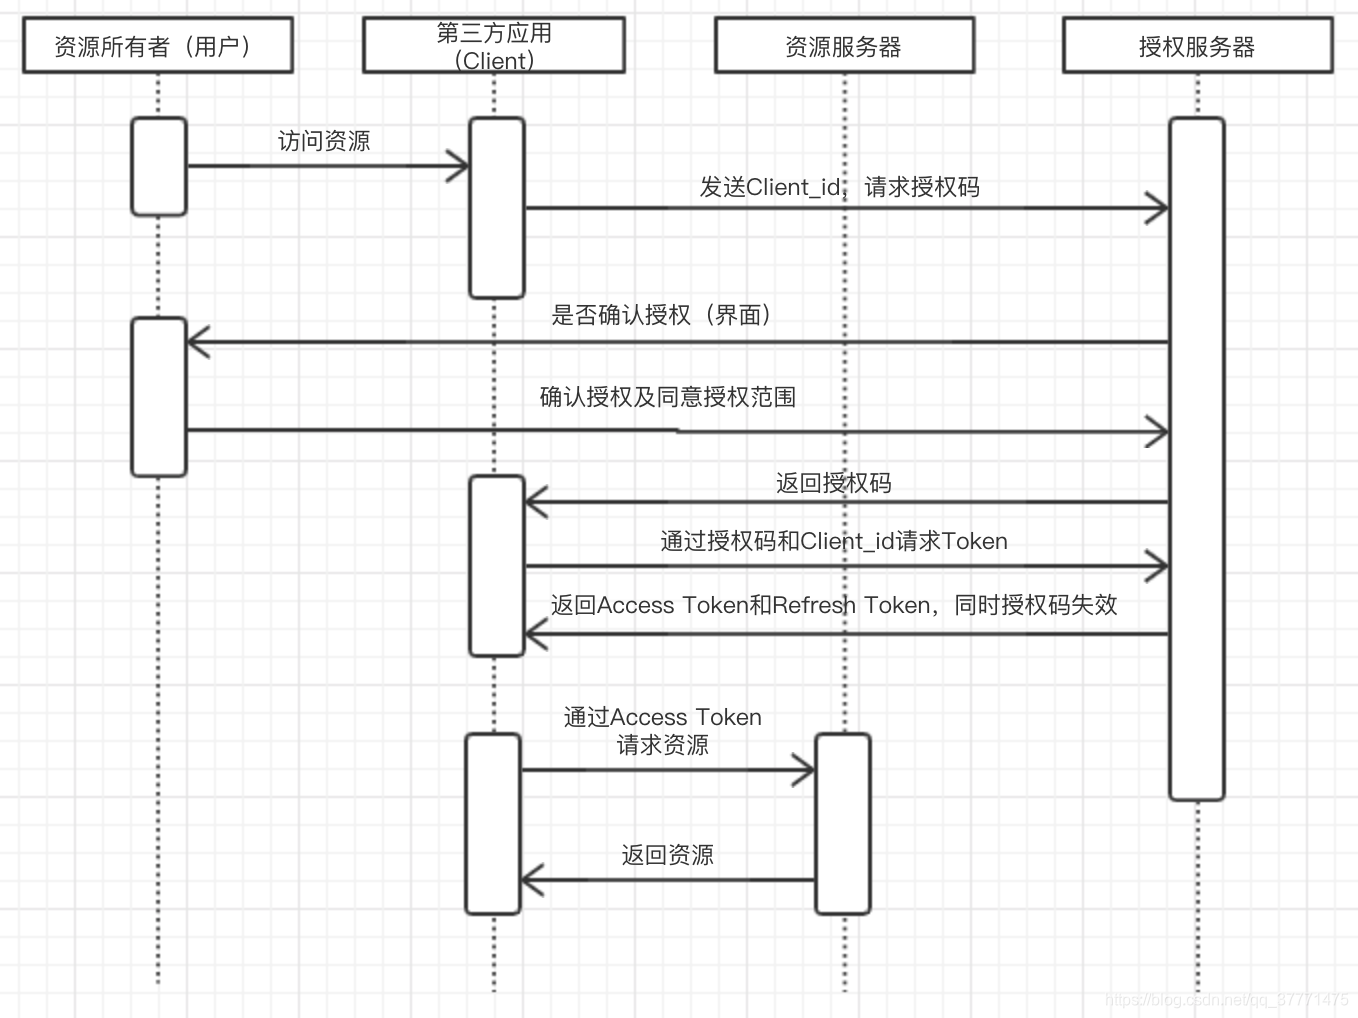 资源所有者（用户）
第三方应用
（Client）
资源服务器
授权服务器
访问资源
发送Client_id，请求授权码
是否确认授权（界面）
确认授权及同意授权范围
返回授权码
通过授权码和Client_id请求Token
返回Access Token和Refresh Token，同时授权码失效
通过Access Token
请求资源
返回资源
https://blog.csdn.net/qq_37771475